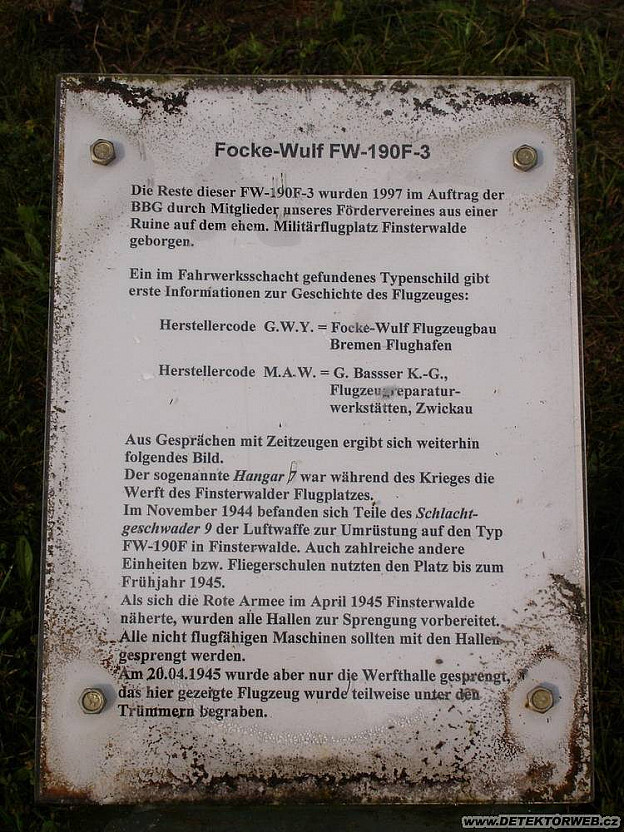 Focke-Wulf FW-190F-3
Die Reste dieser FW-190F-3 wurden 1997 im Auftrag der
BBG durch Mitglieder unseres Fördervereines aus einer
Ruine auf dem ehem. Militärflugplatz Finsterwalde
geborgen.
Ein im Fahrwerksschacht gefundenes Typenschild gibt
erste Informationen zur Geschichte des Flugzeuges:
Herstellercode G.W.Y. = Focke-Wulf Flugzeugbau
Bremen Flughafen
Herstellercode M.A.W. = G. Bassser K.-G.,
Flugzeugreparatur-
werkstätten, Zwickau
Aus Gesprächen mit Zeitzeugen ergibt sich weiterhin
folgendes Bild.
Der sogenannte Hangar 7 war während des Krieges die
Werft des Finsterwalder Flugplatzes.
Im November 1944 befanden sich Teile des Schlacht-
geschwader 9 der Luftwaffe zur Umrüstung auf den Typ
FW-190F in Finsterwalde. Auch zahlreiche andere
Einheiten bzw. Fliegerschulen nutzten den Platz bis zum
Frühjahr 1945.
Als sich die Rote Armee im April 1945 Finsterwalde
näherte, wurden alle Hallen zur Sprengung vorbereitet.
Alle nicht flugfähigen Maschinen sollten mit den Hallen
gesprengt werden.
Am 20.04.1945 wurde aber nur die Werfthalle gesprengt,
das hier gezeigte Flugzeug wurde teilweise unter den
Trümmern begraben.
www.DETEKTORWEB.cz